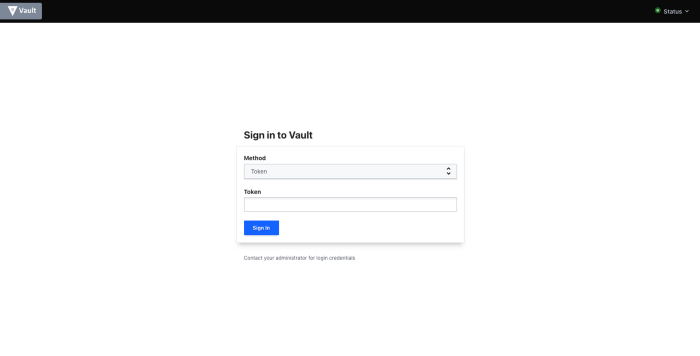 Vault
Status
Sign in to Vault
Method
Token
Token
Sign In
Contact your administrator for login credentials